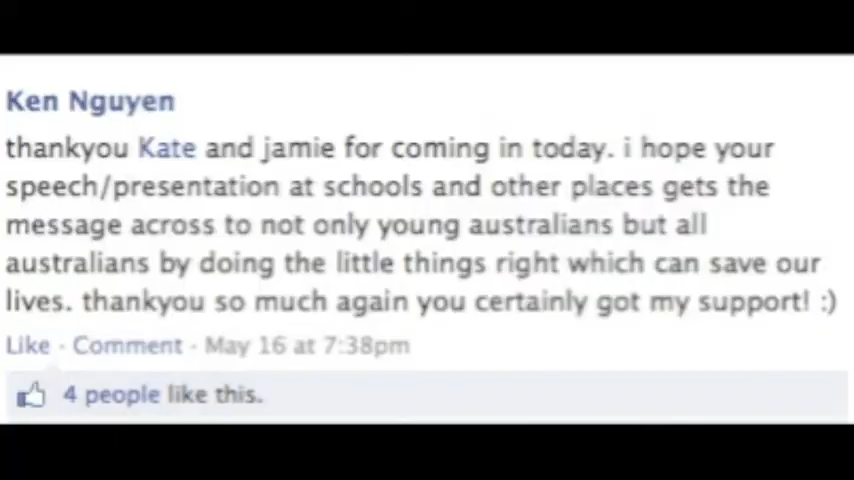 Ken Nguyen
thankyou Kate and jamie for coming in today. i hope your
speech/presentation at schools and other places gets the
message across to not only young australians but all
australians by doing the little things right which can save our
lives. thankyou so much again you certainly got my support! :)
Like · Comment · May 16 at 7:38pm
4 people like this.